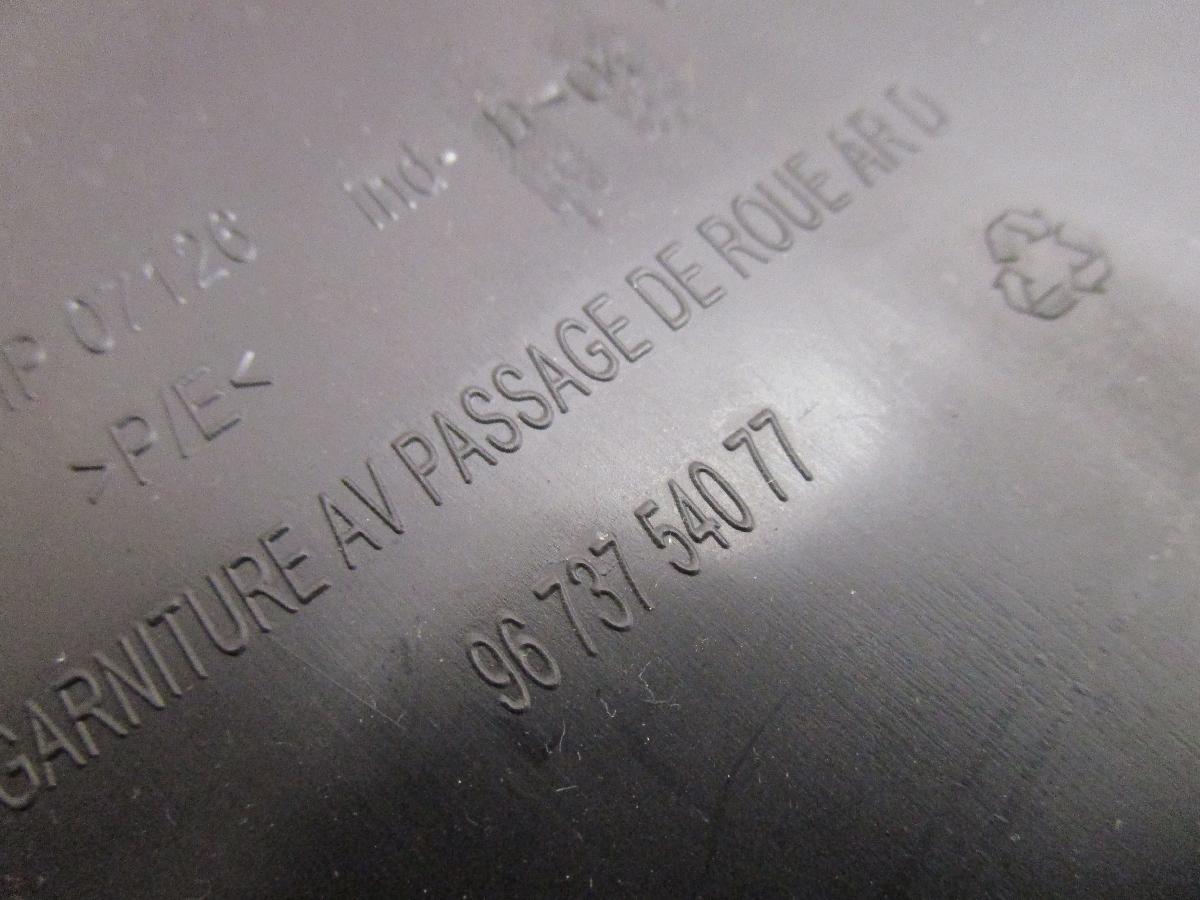 P 07126 ind.
>P/E<
GARNITURE AV PASSAGE DE ROUE AR D
96 737 540 77